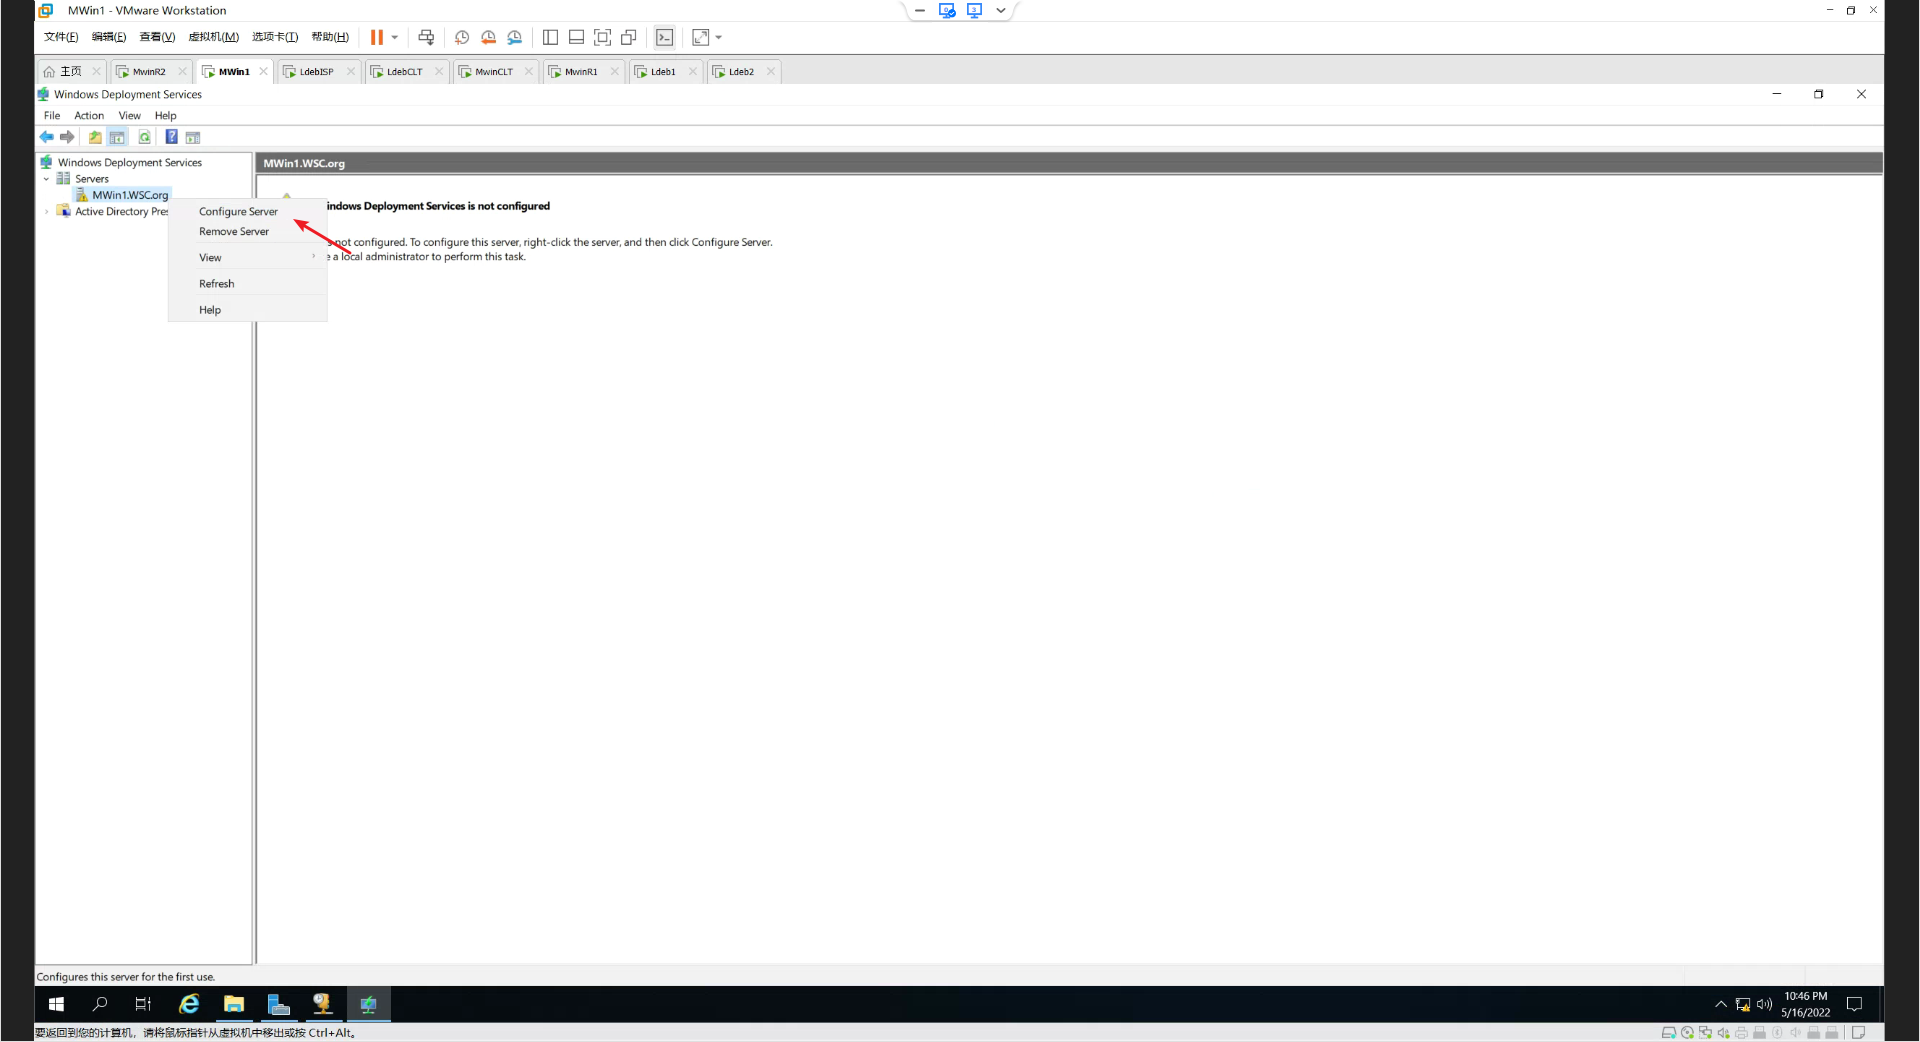 MWin1 - VMware Workstation
文件(F) 编辑(E) 查看(V) 虚拟机(M) 选项卡(T) 帮助(H)
主页 MwinR2 MWin1 LdebISP LdebCLT MwinCLT MwinR1 Ldeb1 Ldeb2
Windows Deployment Services
File Action View Help
Windows Deployment Services
Servers
MWin1.WSC.org
Active Directory Pres
Configure Server
Remove Server
View
Refresh
Help
MWin1.WSC.org
indows Deployment Services is not configured
not configured. To configure this server, right-click the server, and then click Configure Server.
e a local administrator to perform this task.
Configures this server for the first use.
10:46 PM
5/16/2022
要返回到您的计算机，请将鼠标指针从虚拟机中移出或按 Ctrl+Alt。